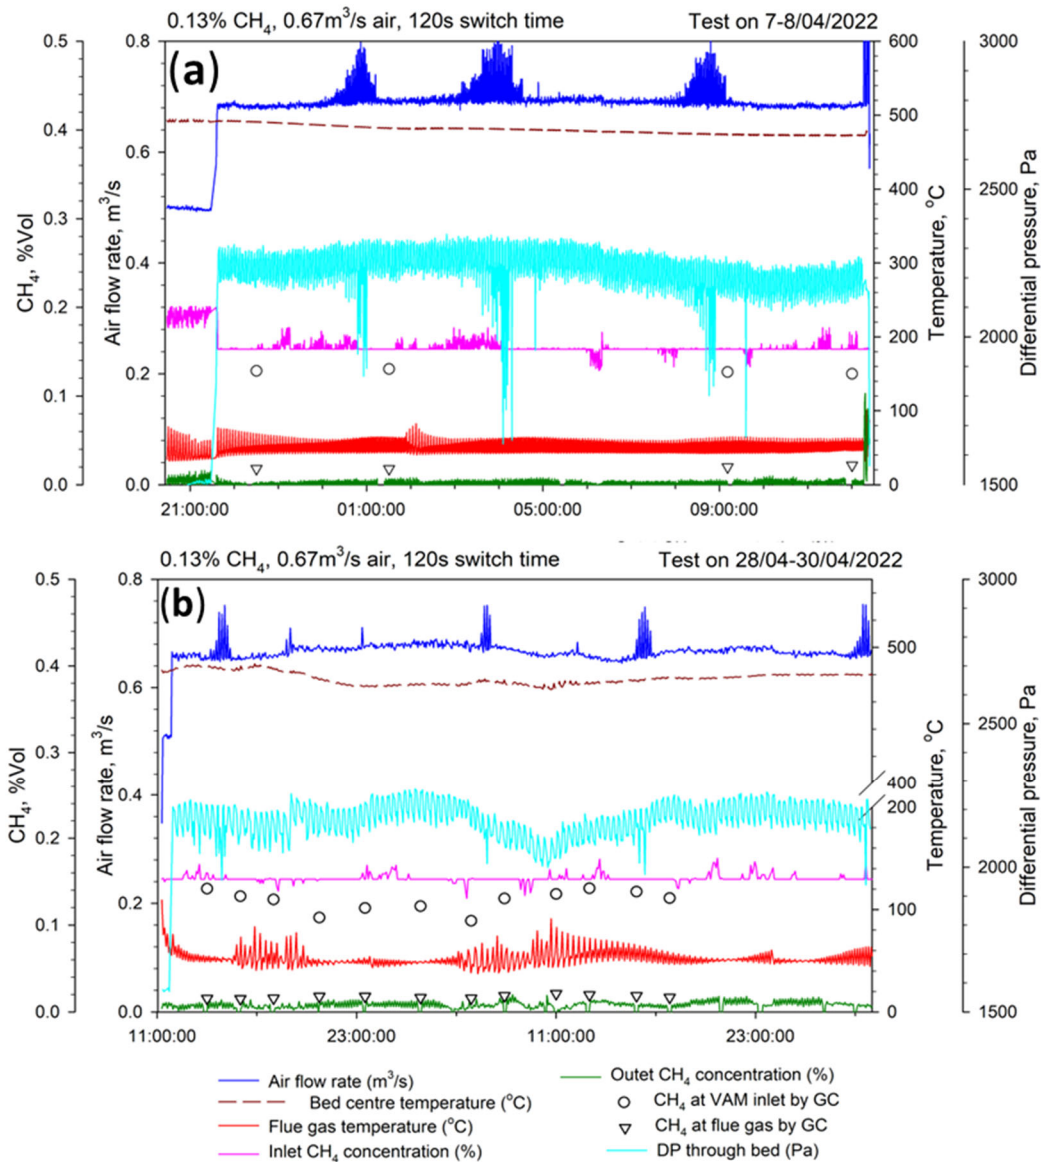 0.13% CH4, 0.67m3/s air, 120s switch time Test on 7-8/04/2022
(a)
0.5 0.8 600 3000
500
0.4
0.6 400 2500
0.3
300
0.4
0.2 200 2000
0.2
0.1 100
0.0 0.0 0 1500
CH4, %Vol
Air flow rate, m3/s
Temperature, oC
Differential pressure, Pa
21:00:00 01:00:00 05:00:00 09:00:00
0.13% CH4, 0.67m3/s air, 120s switch time Test on 28/04-30/04/2022
(b)
0.5 0.8 3000
500
0.4
0.6 2500
0.3
400
0.4 200
0.2 2000
0.2 100
0.1
0.0 0.0 0 1500
CH4, %Vol
Air flow rate, m3/s
Temperature, oC
Differential pressure, Pa
11:00:00 23:00:00 11:00:00 23:00:00
Air flow rate (m3/s)
Bed centre temperature (oC)
Flue gas temperature (oC)
Inlet CH4 concentration (%)
Outet CH4 concentration (%)
CH4 at VAM inlet by GC
CH4 at flue gas by GC
DP through bed (Pa)